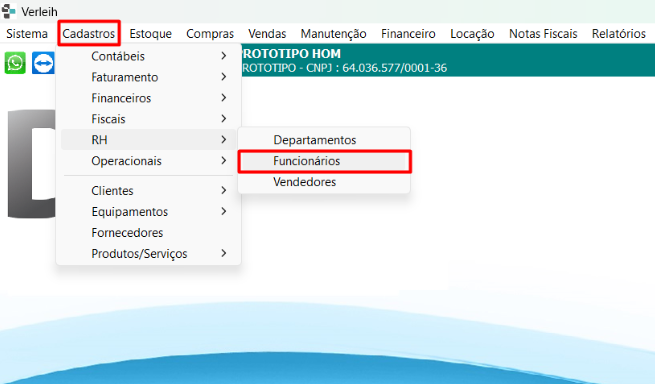 Verleih
Sistema Cadastros Estoque Compras Vendas Manutenção Financeiro Locação Notas Fiscais Relatórios
Contábeis
ROTOTIPO HOM
ROTOTIPO - CNPJ : 64.036.577/0001-36
Faturamento
Financeiros
Fiscais
RH
Departamentos
Operacionais
Funcionários
Vendedores
Clientes
Equipamentos
Fornecedores
Produtos/Serviços